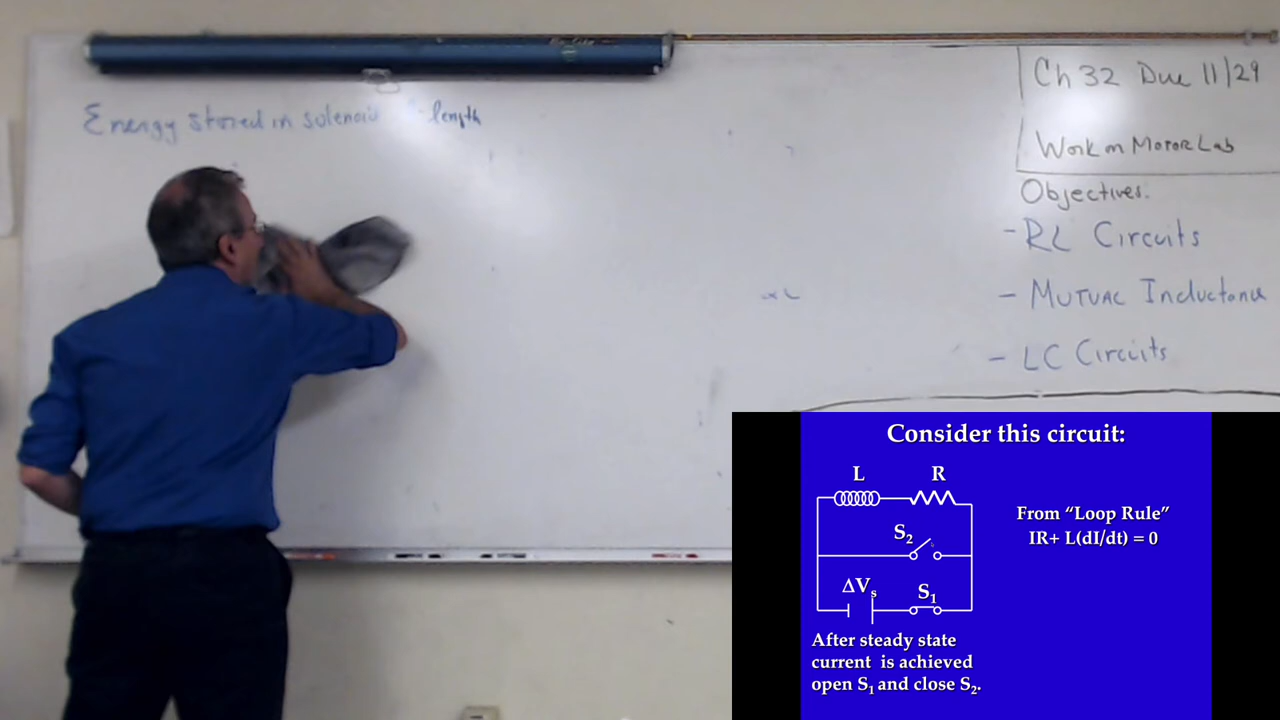 Energy stored in solenoid length
Ch 32 Due 11/29
Work on Motor Lab
Objectives.
- RL Circuits
- Mutual Inductance
- LC Circuits
Consider this circuit:
L R
S2
ΔVs S1
From “Loop Rule”
IR+ L(dI/dt) = 0
After steady state
current is achieved
open S1 and close S2.